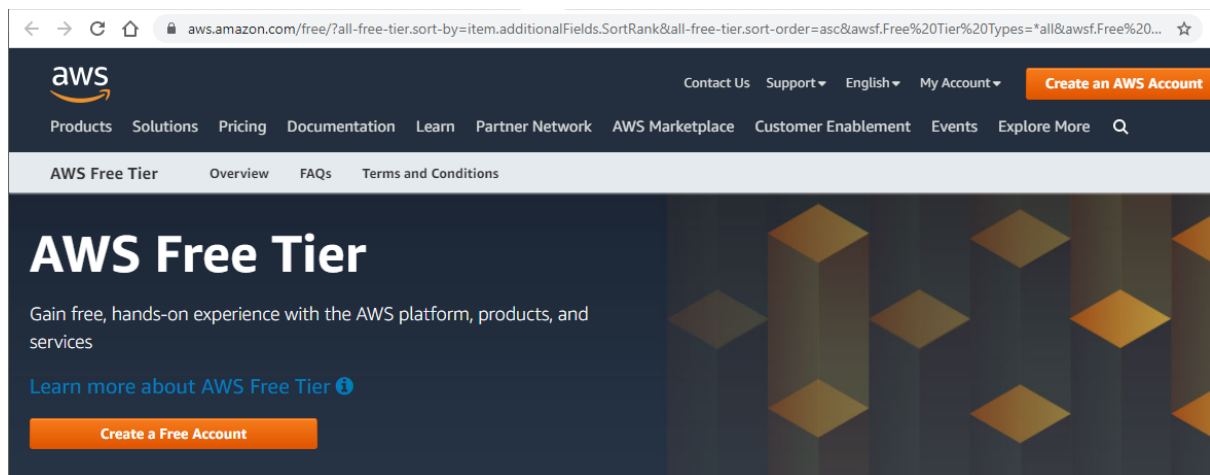 aws.amazon.com/free/?all-free-tier.sort-by=item.additionalFields.SortRank&all-free-tier.sort-order=asc&awsf.Free%20Tier%20Types=*all&awsf.Free%20...
aws
Contact Us Support English My Account Create an AWS Account
Products Solutions Pricing Documentation Learn Partner Network AWS Marketplace Customer Enablement Events Explore More
AWS Free Tier Overview FAQs Terms and Conditions
AWS Free Tier
Gain free, hands-on experience with the AWS platform, products, and
services
Learn more about AWS Free Tier
Create a Free Account